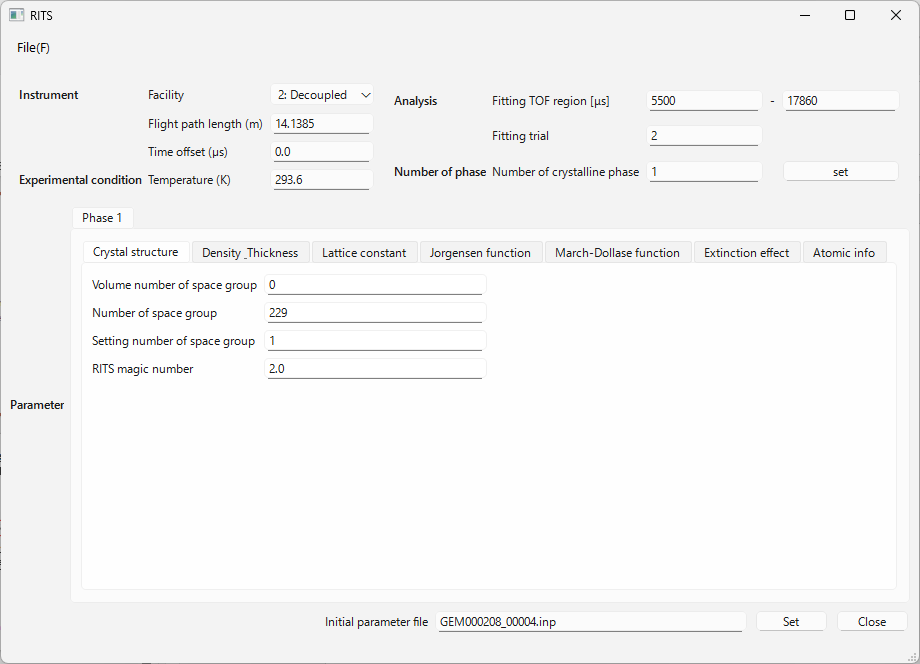 RITS
File(F)
Instrument
Facility
2: Decoupled
Flight path length (m)
14.1385
Time offset (μs)
0.0
Experimental condition
Temperature (K)
293.6
Analysis
Fitting TOF region [μs]
5500
-
17860
Fitting trial
2
Number of phase
Number of crystalline phase
1
set
Parameter
Phase 1
Crystal structure
Density _Thickness
Lattice constant
Jorgensen function
March-Dollase function
Extinction effect
Atomic info
Volume number of space group
0
Number of space group
229
Setting number of space group
1
RITS magic number
2.0
Initial parameter file
GEM000208_00004.inp
Set
Close